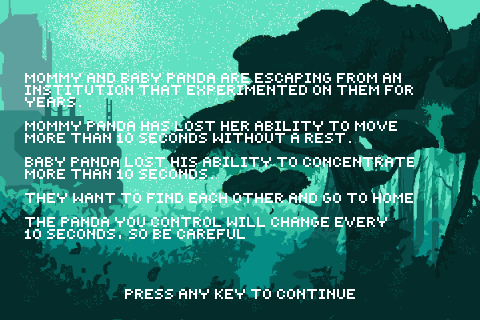 MOMMY AND BABY PANDA ARE ESCAPING FROM AN
INSTITUTION THAT EXPERIMENTED ON THEM FOR
YEARS
MOMMY PANDA HAS LOST HER ABILITY TO MOVE
MORE THAN 10 SECONDS WITHOUT A REST.
BABY PANDA LOST HIS ABILITY TO CONCENTRATE
MORE THAN 10 SECONDS.
THEY WANT TO FIND EACH OTHER AND GO TO HOME
THE PANDA YOU CONTROL WILL CHANGE EVERY
10 SECONDS. SO BE CAREFUL
PRESS ANY KEY TO CONTINUE